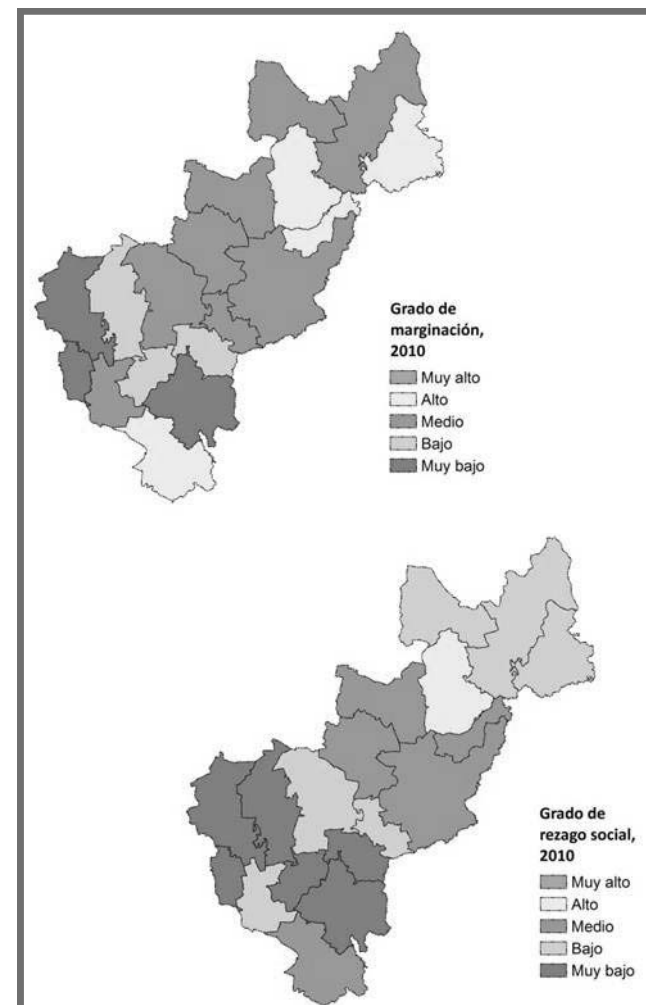 Grado de
marginación,
2010
Muy alto
Alto
Medio
Bajo
Muy bajo
Grado de
rezago social,
2010
Muy alto
Alto
Medio
Bajo
Muy bajo